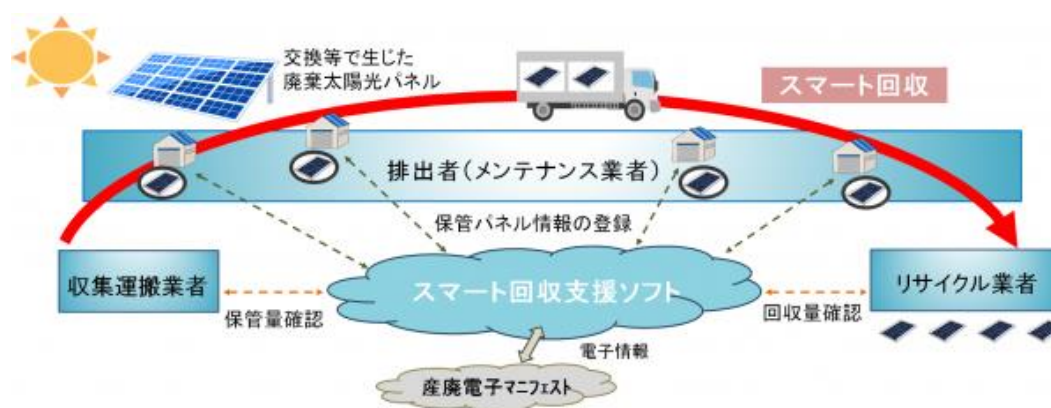 交換等で生じた
廃棄太陽光パネル
スマート回収
排出者(メンテナンス業者)
保管パネル情報の登録
収集運搬業者
スマート回収支援ソフト
リサイクル業者
保管量確認
回収量確認
電子情報
産廃電子マニフェスト